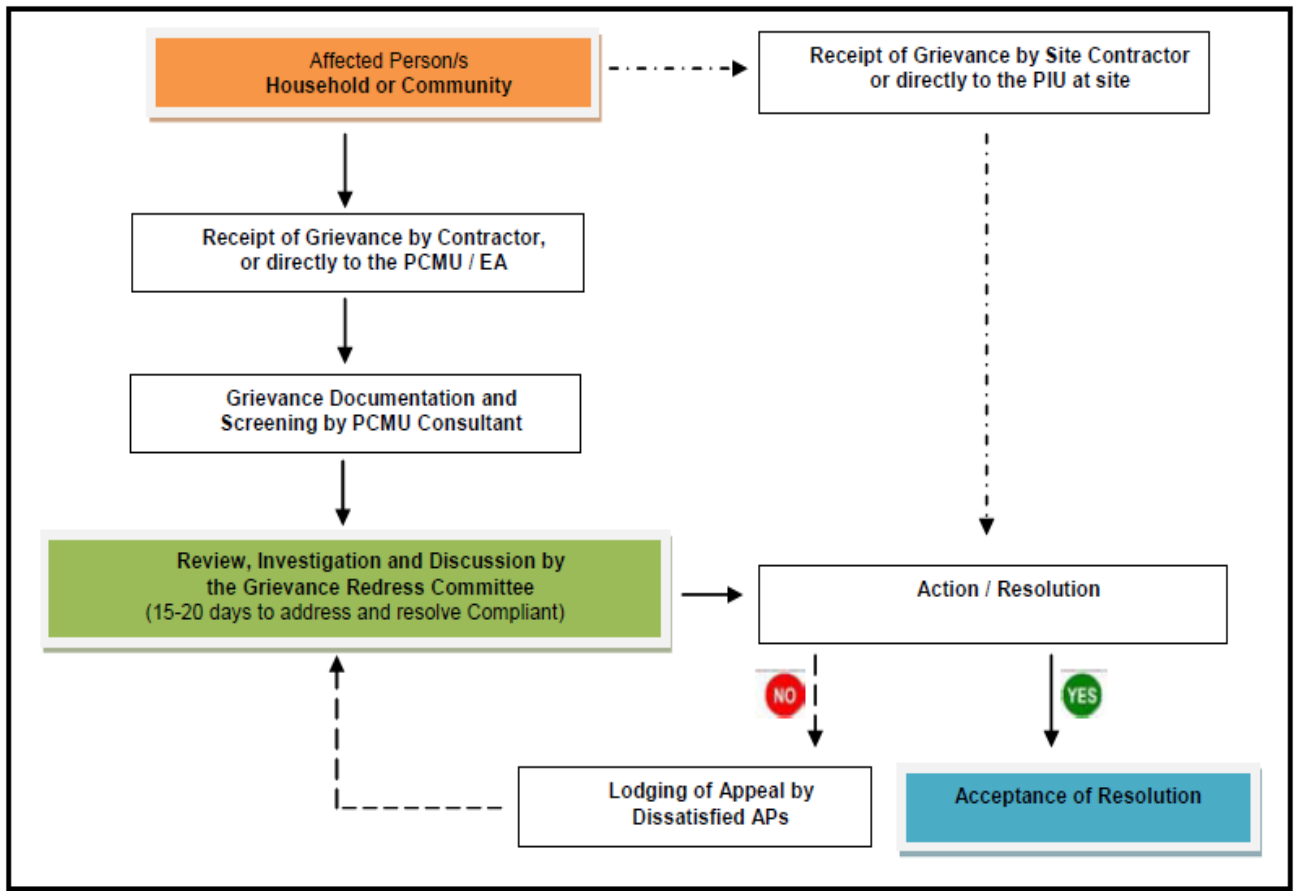 Affected Person/s
Household or Community
Receipt of Grievance by Site Contractor
or directly to the PIU at site
Receipt of Grievance by Contractor,
or directly to the PCMU / EA
Grievance Documentation and
Screening by PCMU Consultant
Review, Investigation and Discussion by
the Grievance Redress Committee
(15-20 days to address and resolve Compliant)
Action / Resolution
NO
YES
Lodging of Appeal by
Dissatisfied APs
Acceptance of Resolution